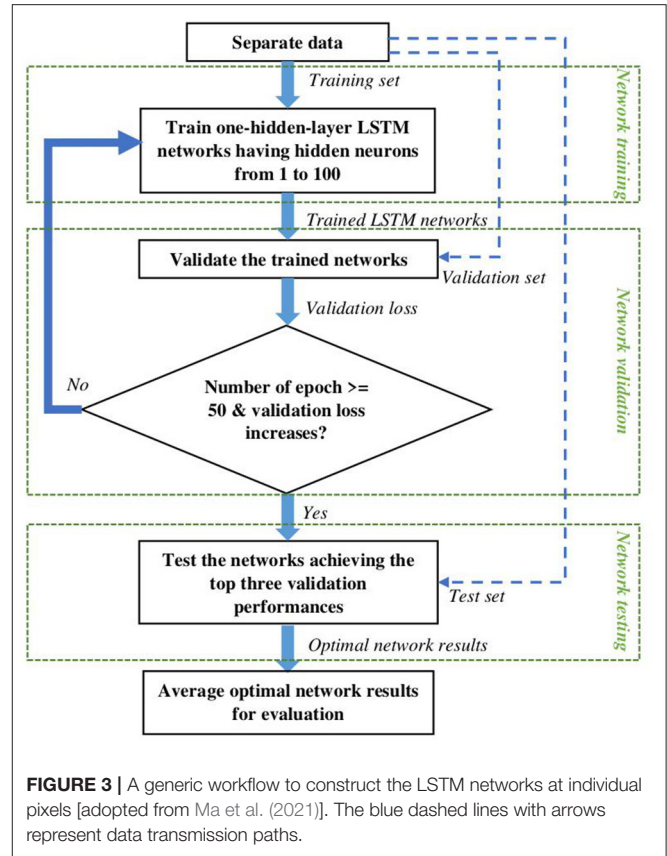 Separate data
Training set
Network training
Train one-hidden-layer LSTM
networks having hidden neurons
from 1 to 100
Trained LSTM networks
Validate the trained networks
Validation set
Validation loss
Network validation
No
Number of epoch >=
50 & validation loss
increases?
Yes
Test the networks achieving the
top three validation
performances
Test set
Network testing
Optimal network results
Average optimal network results
for evaluation
FIGURE 3 | A generic workflow to construct the LSTM networks at individual
pixels [adopted from Ma et al. (2021)]. The blue dashed lines with arrows
represent data transmission paths.